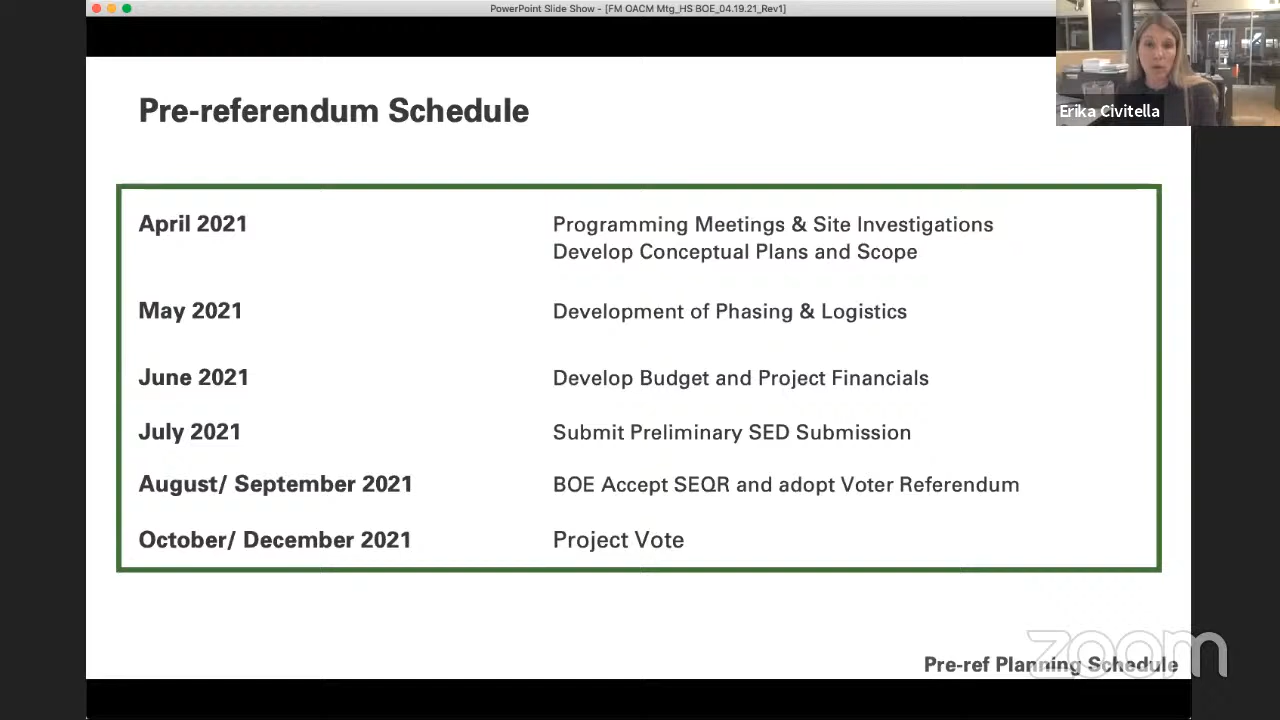 PowerPoint Slide Show - [FM OACM Mtg_HS BOE_04.19.21_Rev1]
Erika Civitella
Pre-referendum Schedule
April 2021 Programming Meetings & Site Investigations
Develop Conceptual Plans and Scope
May 2021 Development of Phasing & Logistics
June 2021 Develop Budget and Project Financials
July 2021 Submit Preliminary SED Submission
August/ September 2021 BOE Accept SEQR and adopt Voter Referendum
October/ December 2021 Project Vote
zoom
Pre-ref Planning Schedule